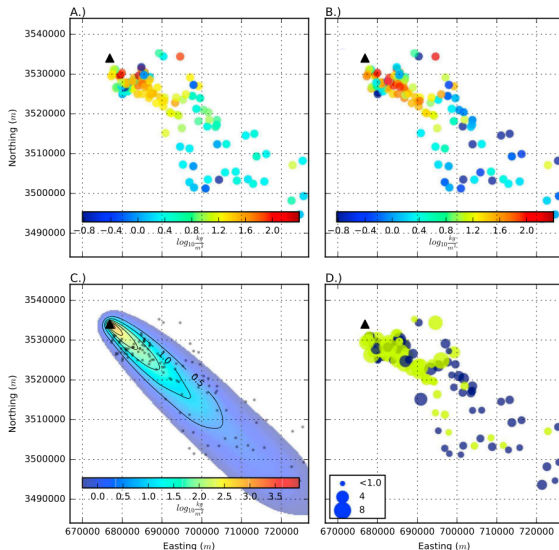 A.)
B.)
3540000
3530000
3520000
3510000
3500000
3490000
Northing (m)
−0.8 −0.4 0.0 0.4 0.8 1.2 1.6 2.0
log10 kg/m²
−0.8 −0.4 0.0 0.4 0.8 1.2 1.6 2.0
log10 kg/m²
C.)
D.)
3540000
3530000
3520000
3510000
3500000
3490000
Northing (m)
1.0
0.5
0.0 0.5 1.0 1.5 2.0 2.5 3.0 3.5
log10 kg/m²
<1.0
4
8
670000 680000 690000 700000 710000 720000
670000 680000 690000 700000 710000 720000
Easting (m)
Easting (m)